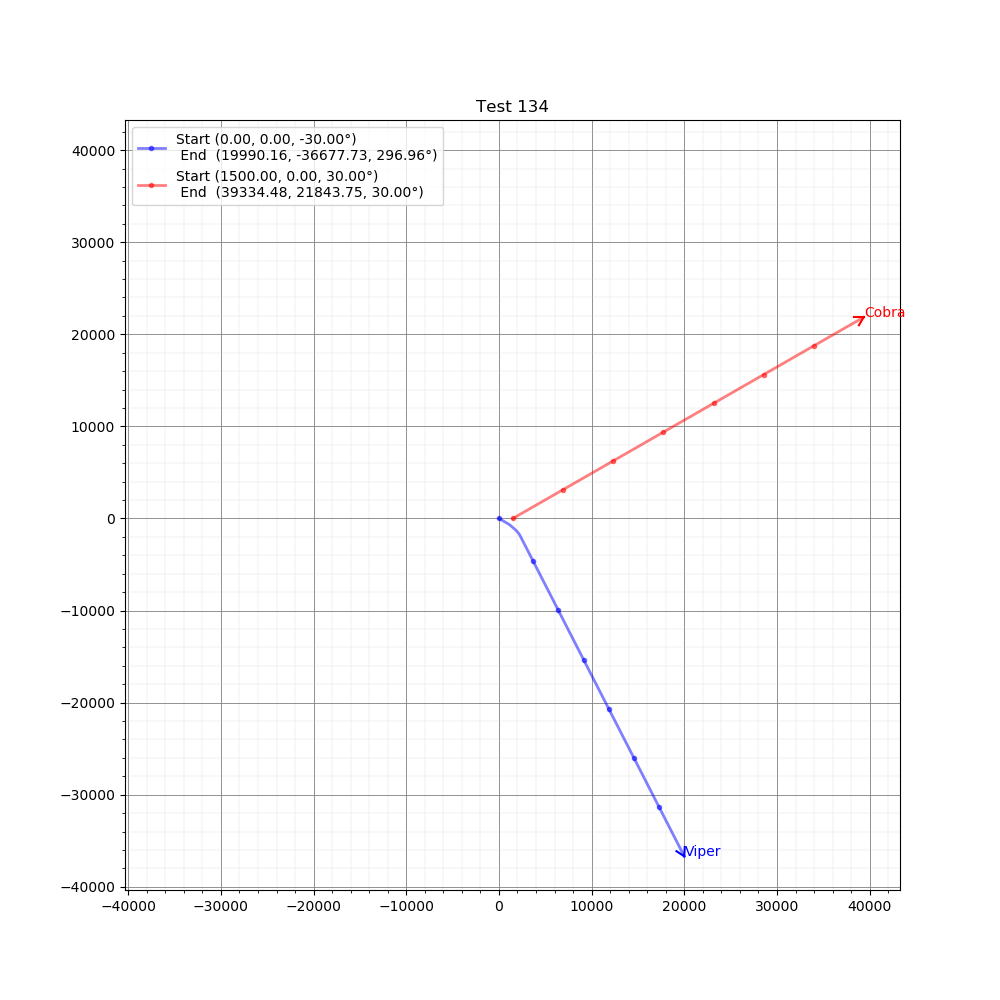 Test 134
Start (0.00, 0.00, -30.00°)
End  (19990.16, -36677.73, 296.96°)
Start (1500.00, 0.00, 30.00°)
End  (39334.48, 21843.75, 30.00°)
40000
30000
20000
10000
0
−10000
−20000
−30000
−40000
Cobra
Viper
−40000 −30000 −20000 −10000 0 10000 20000 30000 40000